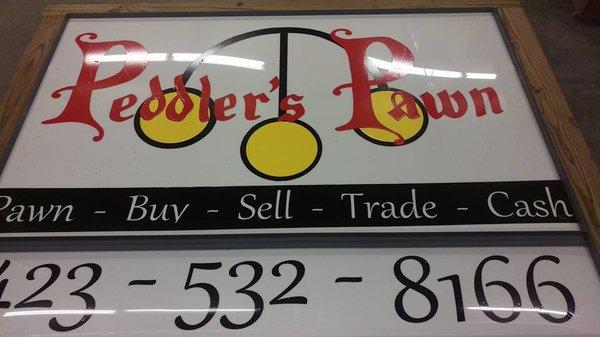 Peddler's Pawn
Pawn - Buy - Sell - Trade - Cash
423-532-8166